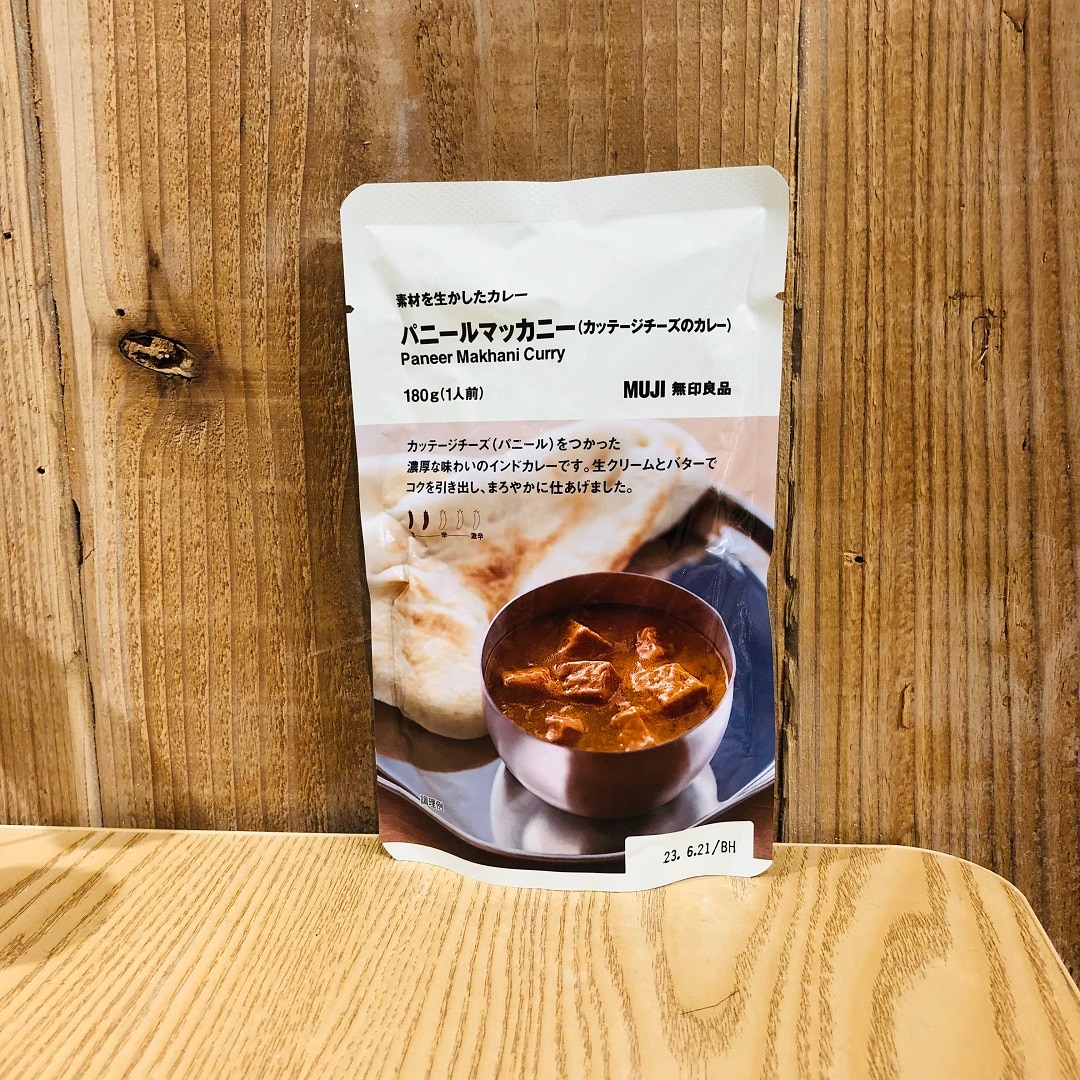 素材を生かしたカレー
パニールマッカニー(カッテージチーズのカレー)
Paneer Makhani Curry
180g(1人前)
MUJI 無印良品
カッテージチーズ(パニール)をつかった
濃厚な味わいのインドカレーです。生クリームとバターで
コクを引き出し、まろやかに仕あげました。
辛 激辛
調理例
23. 6.21/BH